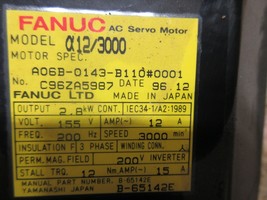 FANUC AC Servo Motor
MODEL α12/3000
MOTOR SPEC.
A06B-0143-B110#0001
No. C96ZA5987 DATE 96,12
FANUC LTD MADE IN JAPAN
OUTPUT 2.8 kW CONT. IEC34-1/A2:1989
VOLT. 155 V AMP(~) 12 A
FREQ. 200 Hz SPEED 3000 min⁻¹
INSULATION F 3 PHASE WINDING CONN.
PERM. MAG. FIELD 200V INVERTER
STALL TRQ. 12 Nm AMP(~) 15 A
MANUAL PART NUMBER B-65142E
YAMANASHI JAPAN B-65142E